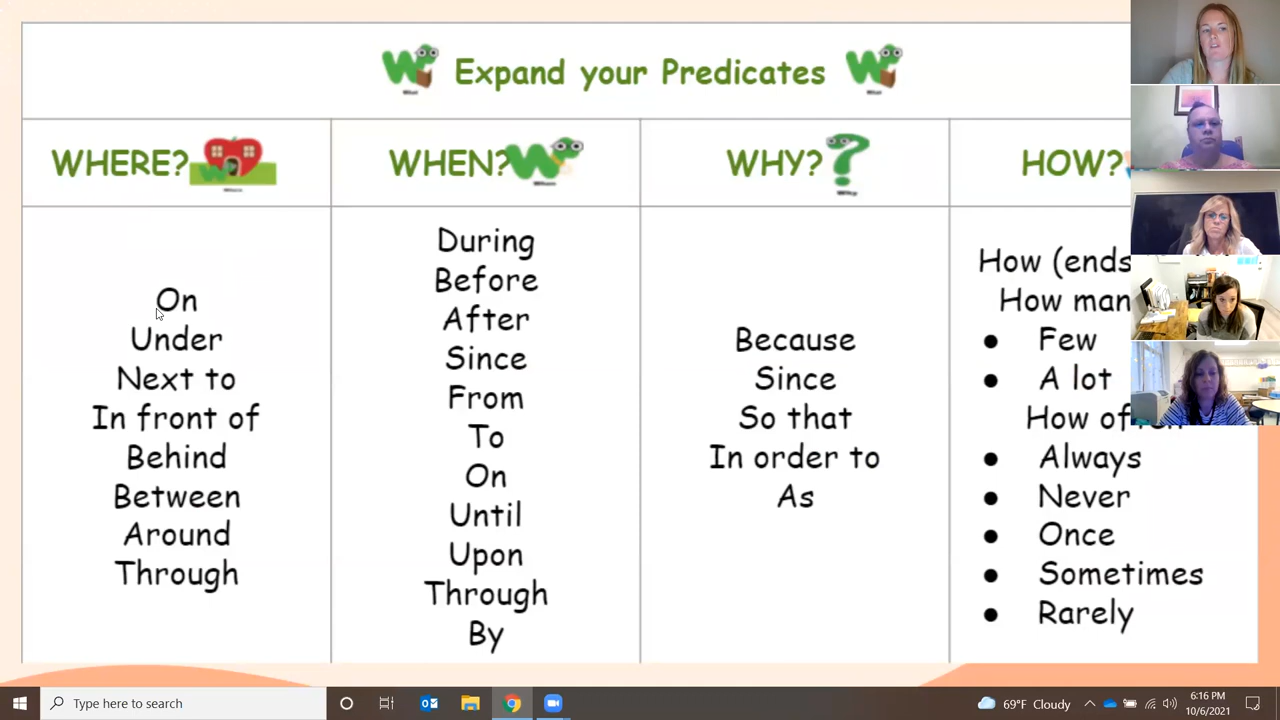 Expand your Predicates
WHERE?
WHEN?
WHY?
HOW?
On
Under
Next to
In front of
Behind
Between
Around
Through
During
Before
After
Since
From
To
On
Until
Upon
Through
By
Because
Since
So that
In order to
As
How (ends
How man
Few
A lot
How of
Always
Never
Once
Sometimes
Rarely
Type here to search
69°F Cloudy
6:16 PM
10/6/2021